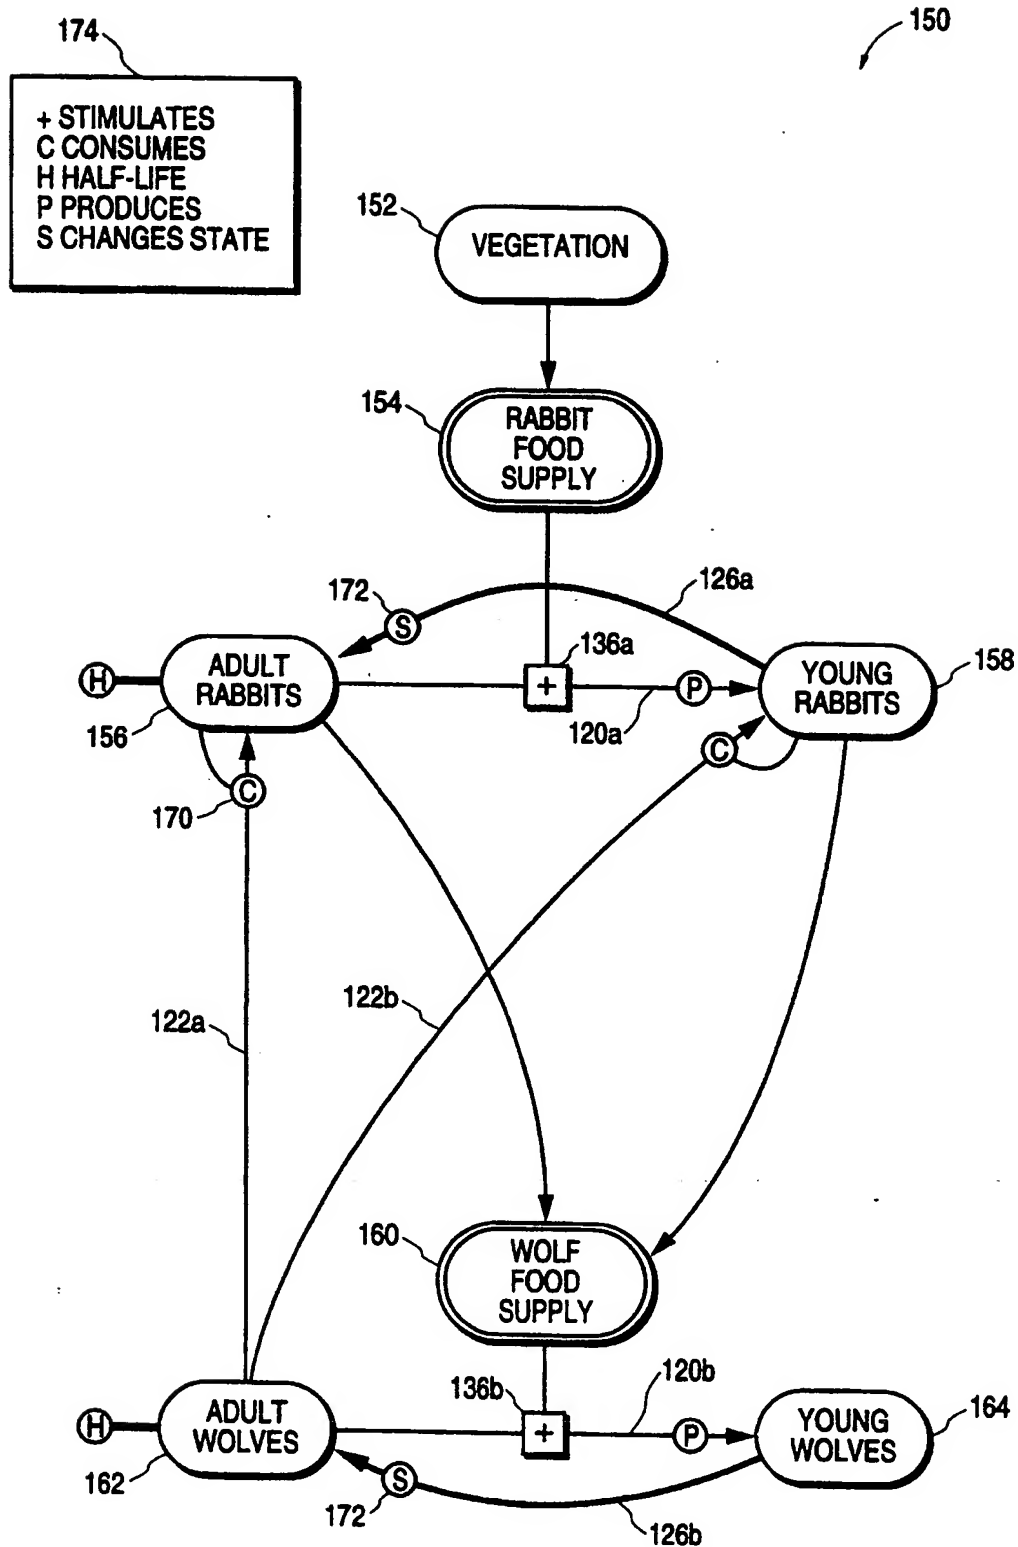 174
150
+ STIMULATES
C CONSUMES
H HALF-LIFE
P PRODUCES
S CHANGES STATE
152
VEGETATION
154
RABBIT
FOOD
SUPPLY
172
S
126a
136a
H
ADULT
RABBITS
+
P
YOUNG
RABBITS
158
156
120a
C
C
170
122a
122b
160
WOLF
FOOD
SUPPLY
136b
120b
H
ADULT
WOLVES
+
P
YOUNG
WOLVES
164
162
S
172
126b